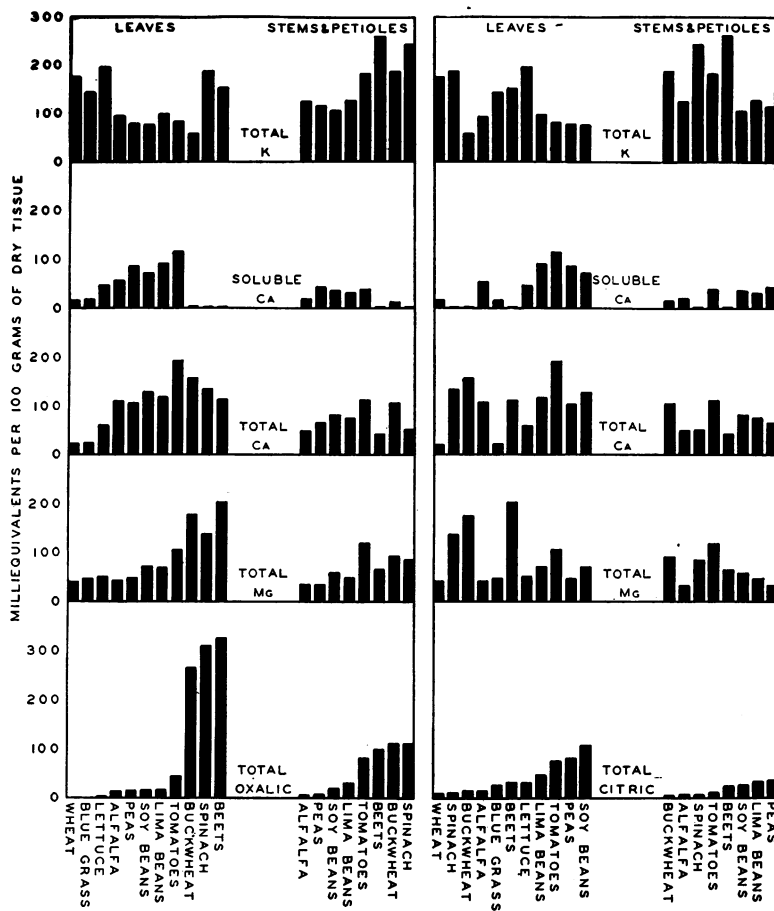 LEAVES STEMS&PETIOLES LEAVES STEMS&PETIOLES
300
200
100
0
TOTAL K
TOTAL K
200
100
0
SOLUBLE CA
SOLUBLE CA
200
100
0
TOTAL CA
TOTAL CA
200
100
0
TOTAL MG
TOTAL MG
300
200
100
0
TOTAL OXALIC
TOTAL CITRIC
MILLIEQUIVALENTS PER 100 GRAMS OF DRY TISSUE
WHEAT
BLUE GRASS
LETTUCE
ALFALFA
PEAS
SOY BEANS
LIMA BEANS
TOMATOES
BUCKWHEAT
SPINACH
BEETS
ALFALFA
PEAS
SOY BEANS
LIMA BEANS
TOMATOES
BEETS
BUCKWHEAT
SPINACH
WHEAT
SPINACH
BUCKWHEAT
ALFALFA
BLUE GRASS
BEETS
LETTUCE
LIMA BEANS
TOMATOES
PEAS
SOY BEANS
BUCKWHEAT
ALFALFA
SPINACH
TOMATOES
BEETS
SOY BEANS
LIMA BEANS
PEAS